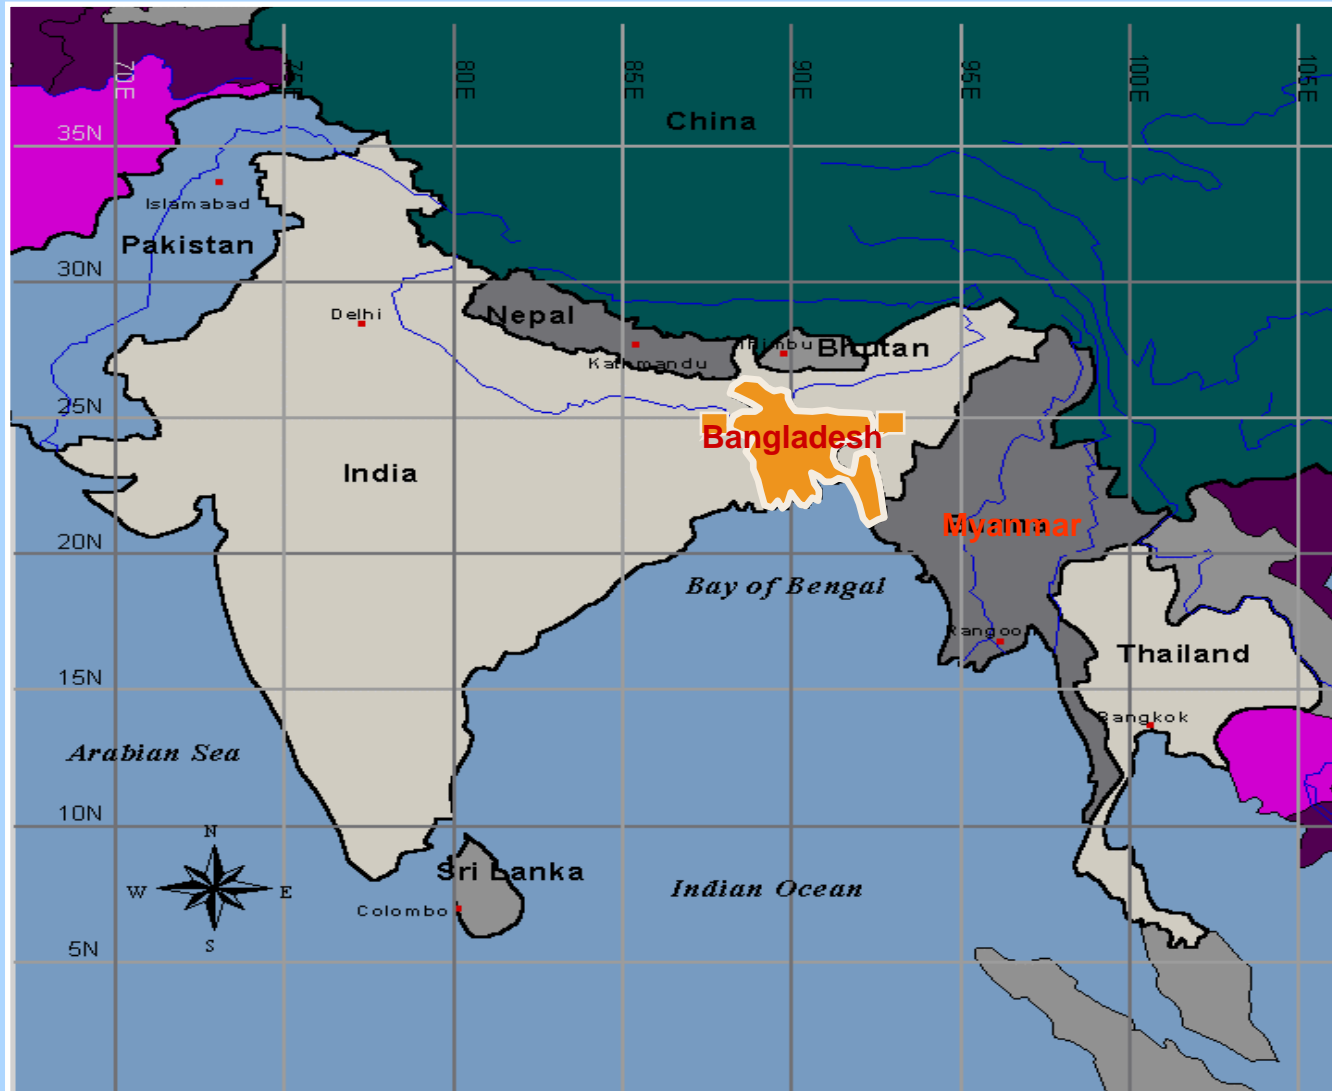 70E
75E
80E
85E
90E
95E
100E
105E
China
35N
Islamabad
Pakistan
30N
Delhi
Nepal
Thimbu
Bhutan
Kathmandu
25N
Bangladesh
India
Myanmar
20N
Bay of Bengal
Rangoon
Thailand
15N
Bangkok
Arabian Sea
10N
N
Sri Lanka
W
E
Indian Ocean
Colombo
S
5N